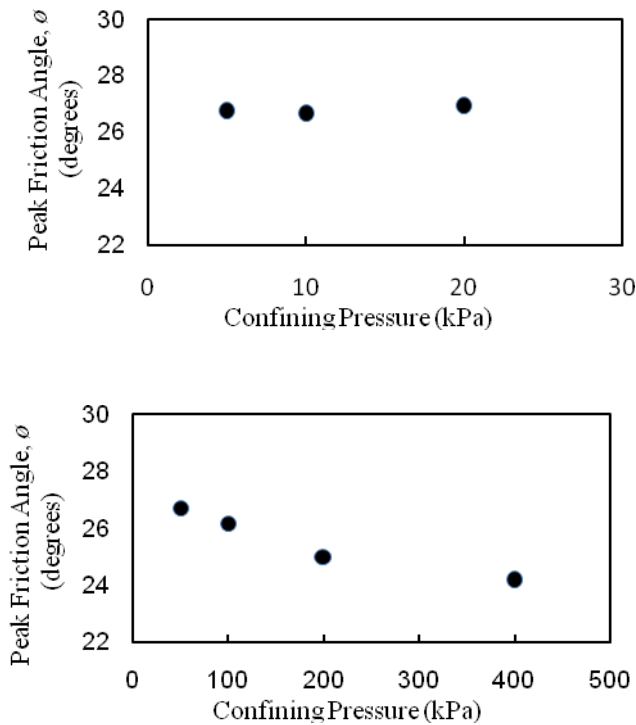 Peak Friction Angle, ø
((degrees)
30
28
26
24
22
0 10 20 30
Confining Pressure (kPa)
Peak Friction Angle, ø
(degrees)
30
28
26
24
22
0 100 200 300 400 500
Confining Pressure (kPa)